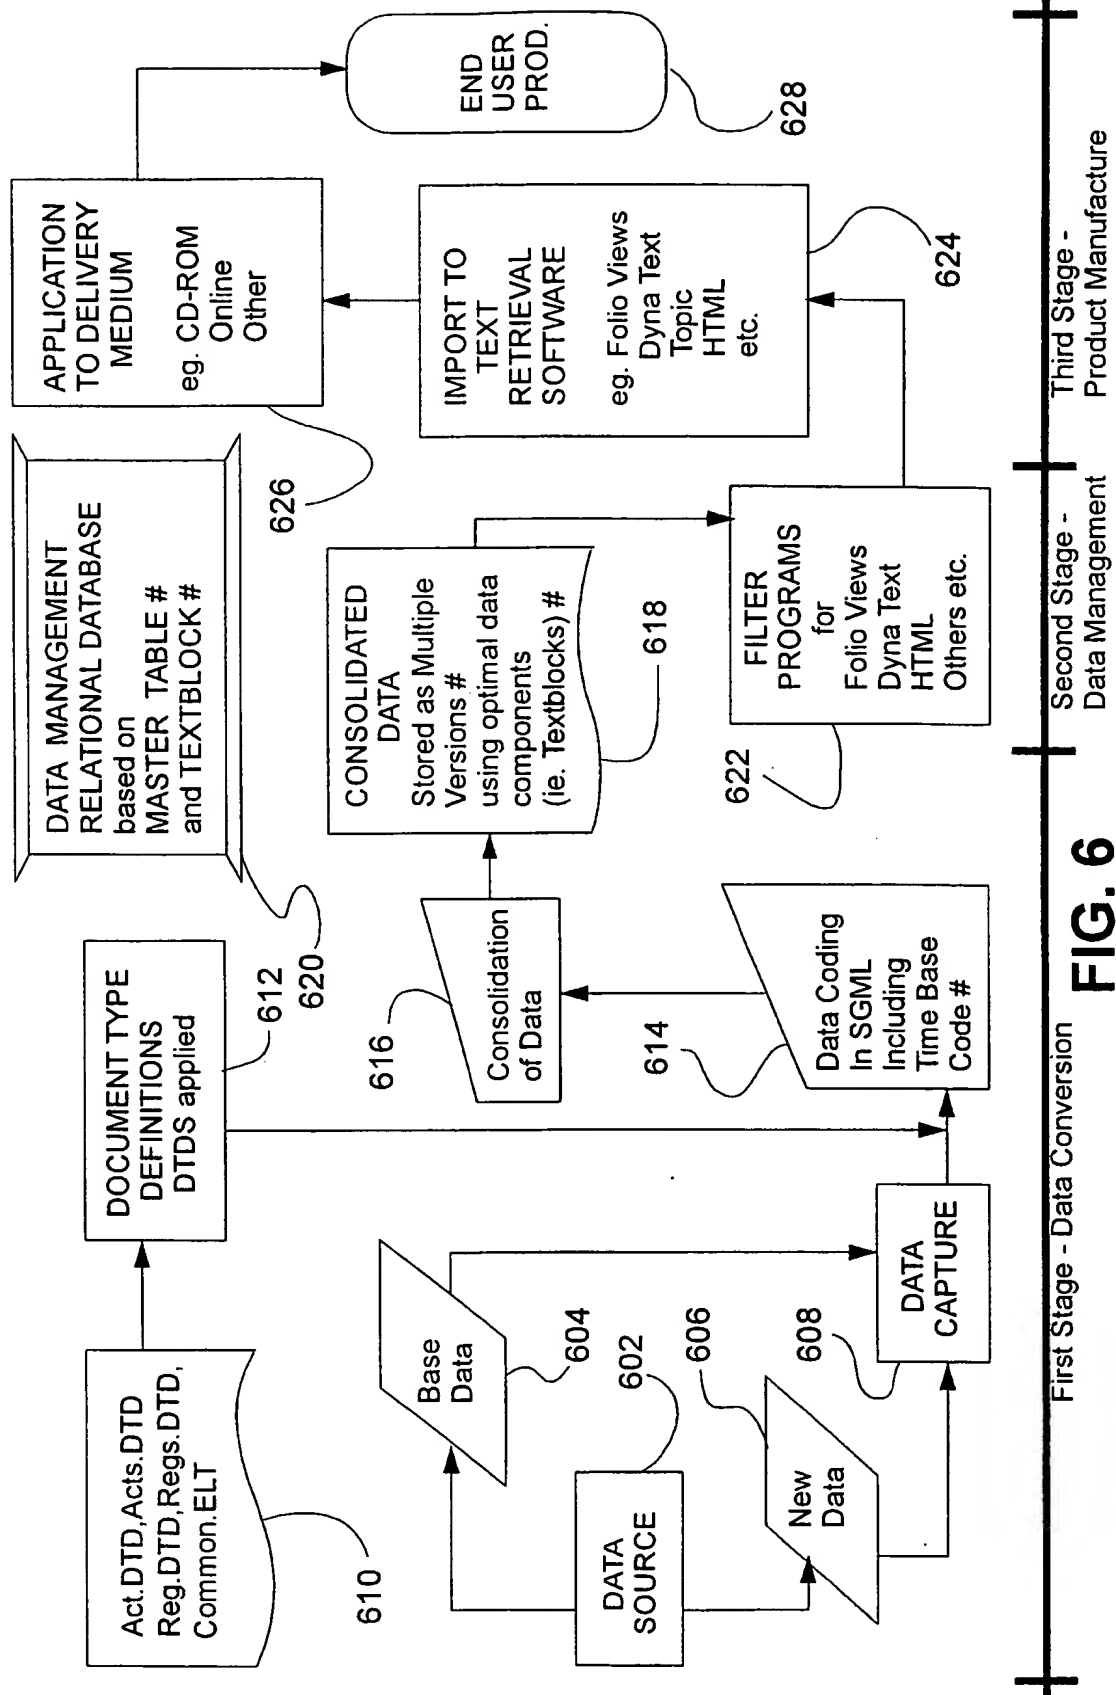 Act.DTD,Acts.DTD
Reg.DTD,Regs.DTD,
Common.ELT
610
DOCUMENT TYPE
DEFINITIONS
DTDS applied
612
DATA MANAGEMENT
RELATIONAL DATABASE
based on
MASTER TABLE #
and TEXTBLOCK #
620
APPLICATION
TO DELIVERY
MEDIUM
eg. CD-ROM
Online
Other
626
END
USER
PROD.
628
DATA
SOURCE
602
Base
Data
604
New
Data
606
DATA
CAPTURE
608
Data Coding
In SGML
Including
Time Base
Code #
614
Consolidation
of Data
616
CONSOLIDATED
DATA
Stored as Multiple
Versions #
using optimal data
components
(ie. Textblocks) #
618
FILTER
PROGRAMS
for
Folio Views
Dyna Text
HTML
Others etc.
622
IMPORT TO
TEXT
RETRIEVAL
SOFTWARE
eg. Folio Views
Dyna Text
Topic
HTML
etc.
624
First Stage - Data Conversion
Second Stage -
Data Management
Third Stage -
Product Manufacture
FIG. 6